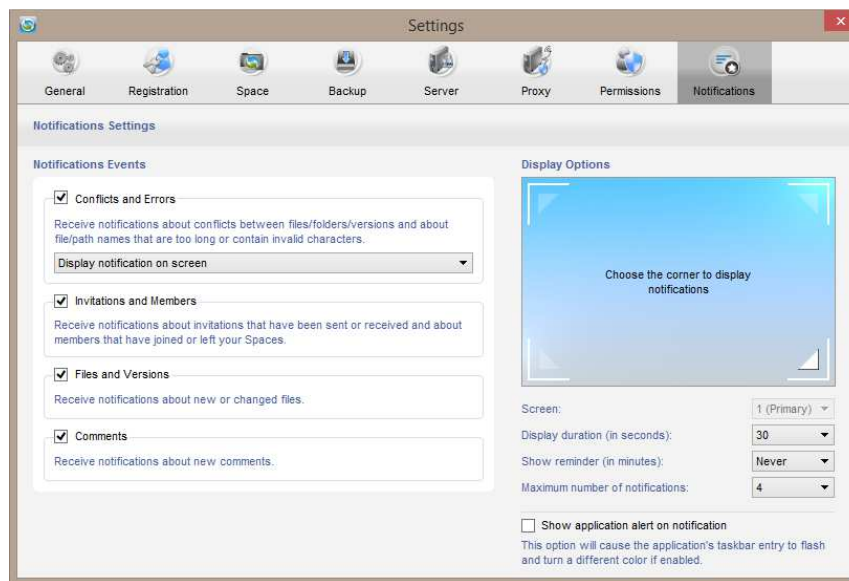 Settings
General
Registration
Space
Backup
Server
Proxy
Permissions
Notifications
Notifications Settings
Notifications Events
Conflicts and Errors
Receive notifications about conflicts between files/folders/versions and about
file/path names that are too long or contain invalid characters.
Display notification on screen
Invitations and Members
Receive notifications about invitations that have been sent or received and about
members that have joined or left your Spaces.
Files and Versions
Receive notifications about new or changed files.
Comments
Receive notifications about new comments.
Display Options
Choose the corner to display
notifications
Screen: 1 (Primary)
Display duration (in seconds): 30
Show reminder (in minutes): Never
Maximum number of notifications: 4
Show application alert on notification
This option will cause the application's taskbar entry to flash
and turn a different color if enabled.